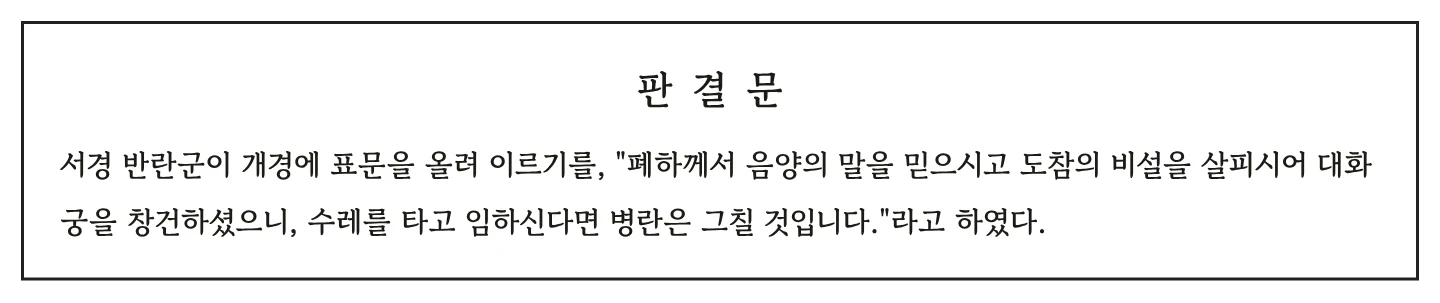 판 결 문
서경 반란군이 개경에 표문을 올려 이르기를, "폐하께서 음양의 말을 믿으시고 도참의 비설을 살피시어 대화
궁을 창건하셨으니, 수레를 타고 임하신다면 병란은 그칠 것입니다."라고 하였다.